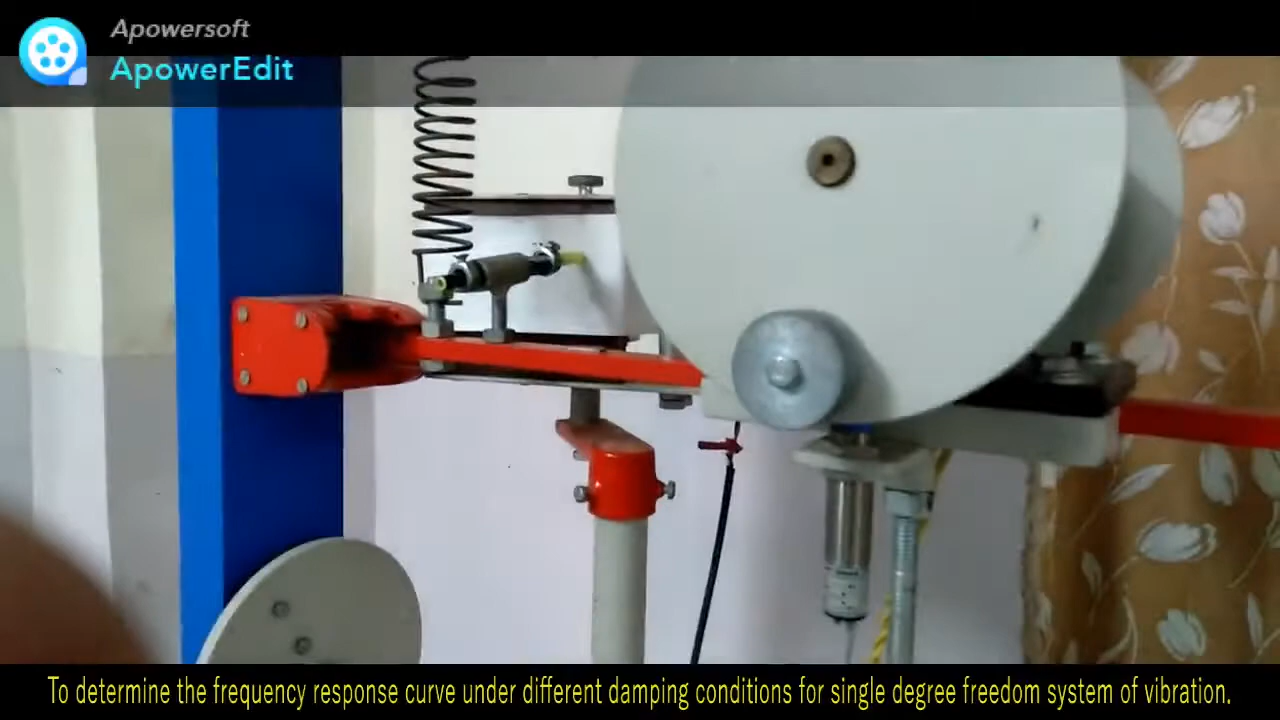 Apowersoft
ApowerEdit
To determine the frequency response curve under different damping conditions for single degree freedom system of vibration.